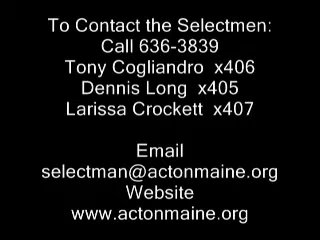 To Contact the Selectmen:
Call 636-3839
Tony Cogliandro  x406
Dennis Long  x405
Larissa Crockett  x407
Email
selectman@actonmaine.org
Website
www.actonmaine.org